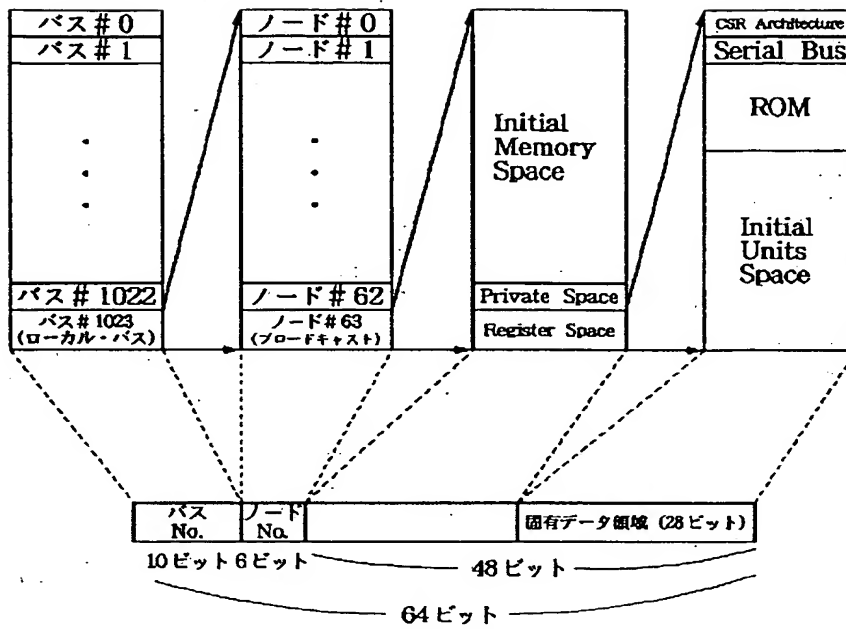 バス＃0
バス＃1
バス＃1022
バス＃1023
(ローカル・バス)
ノード＃0
ノード＃1
ノード＃62
ノード＃63
(ブロードキャスト)
Initial
Memory
Space
Private Space
Register Space
CSR Architecture
Serial Bus
ROM
Initial
Units
Space
バス
No.
ノード
No.
固有データ領域 (28ビット)
10ビット 6ビット
48ビット
64ビット